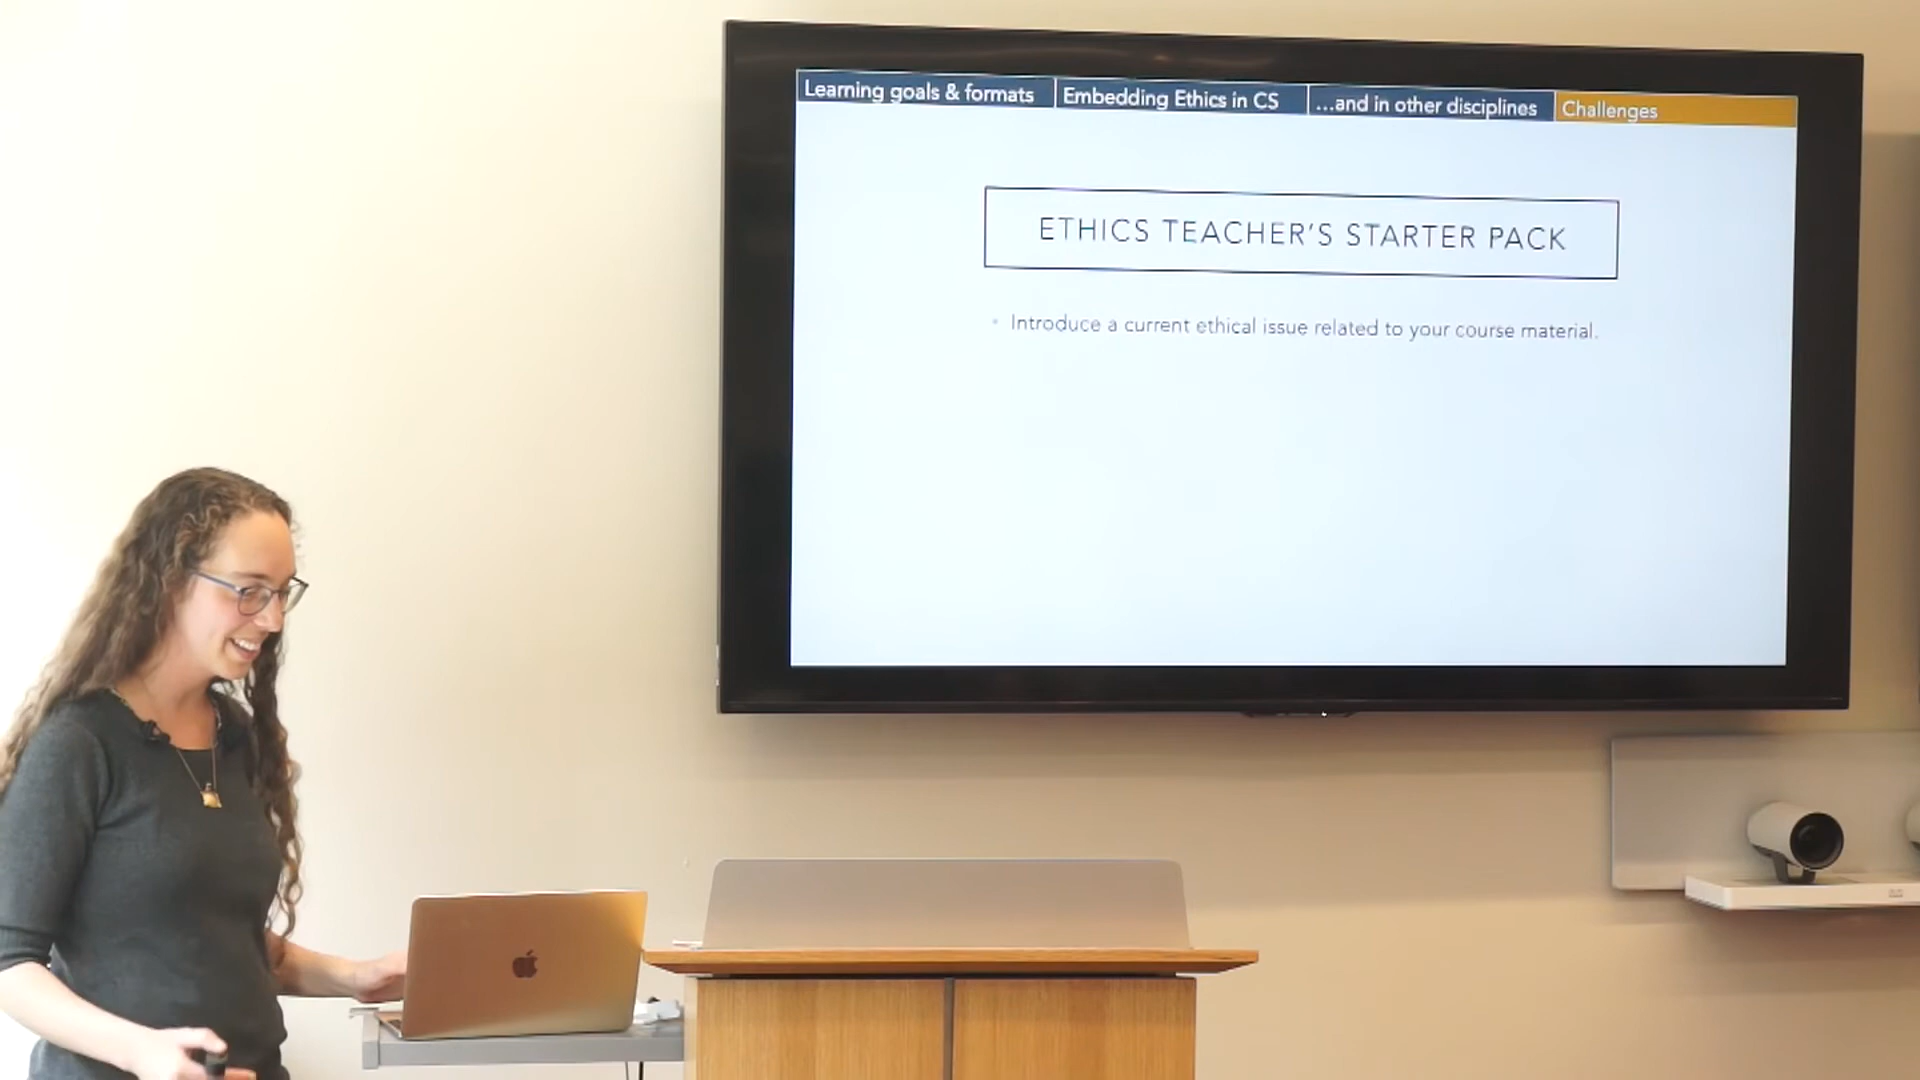 Learning goals & formats
Embedding Ethics in CS
...and in other disciplines
Challenges
ETHICS TEACHER'S STARTER PACK
• Introduce a current ethical issue related to your course material.